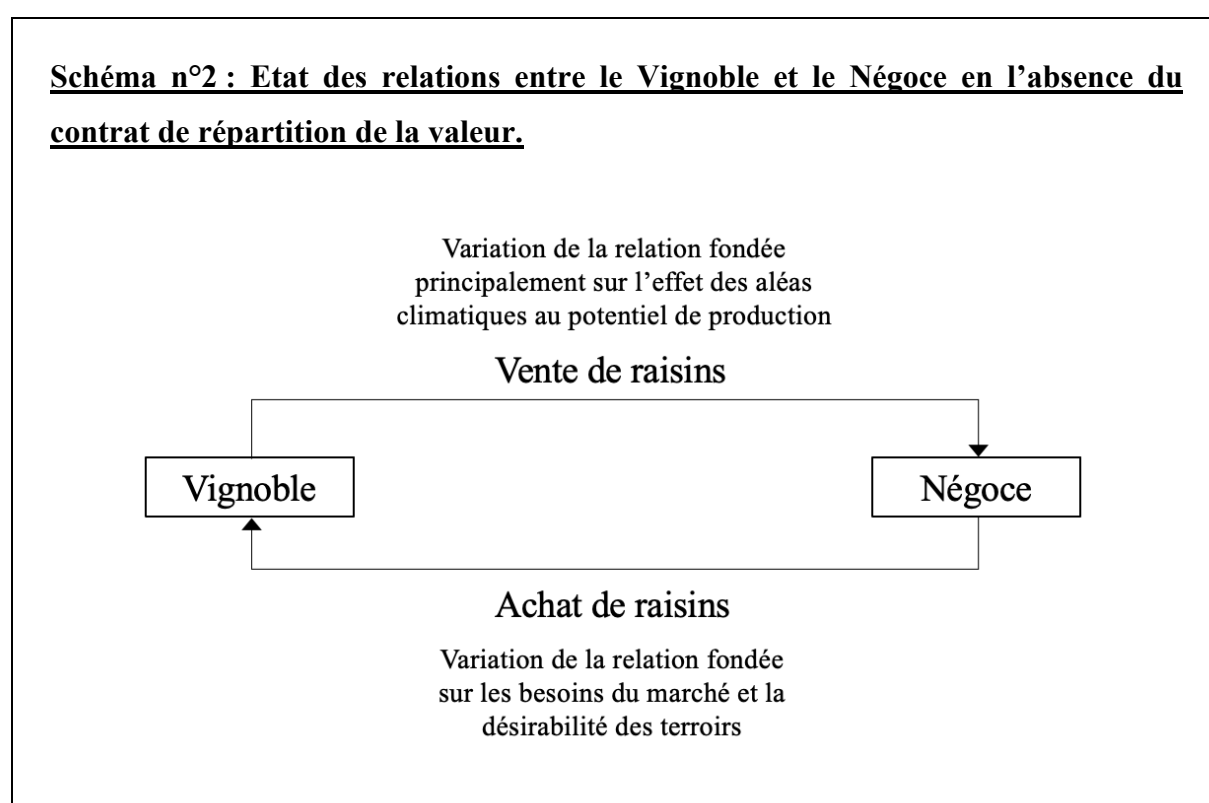 Schéma n°2 : Etat des relations entre le Vignoble et le Négoce en l’absence du
contrat de répartition de la valeur.
Variation de la relation fondée
principalement sur l’effet des aléas
climatiques au potentiel de production
Vente de raisins
Vignoble
Négoce
Achat de raisins
Variation de la relation fondée
sur les besoins du marché et la
désirabilité des terroirs